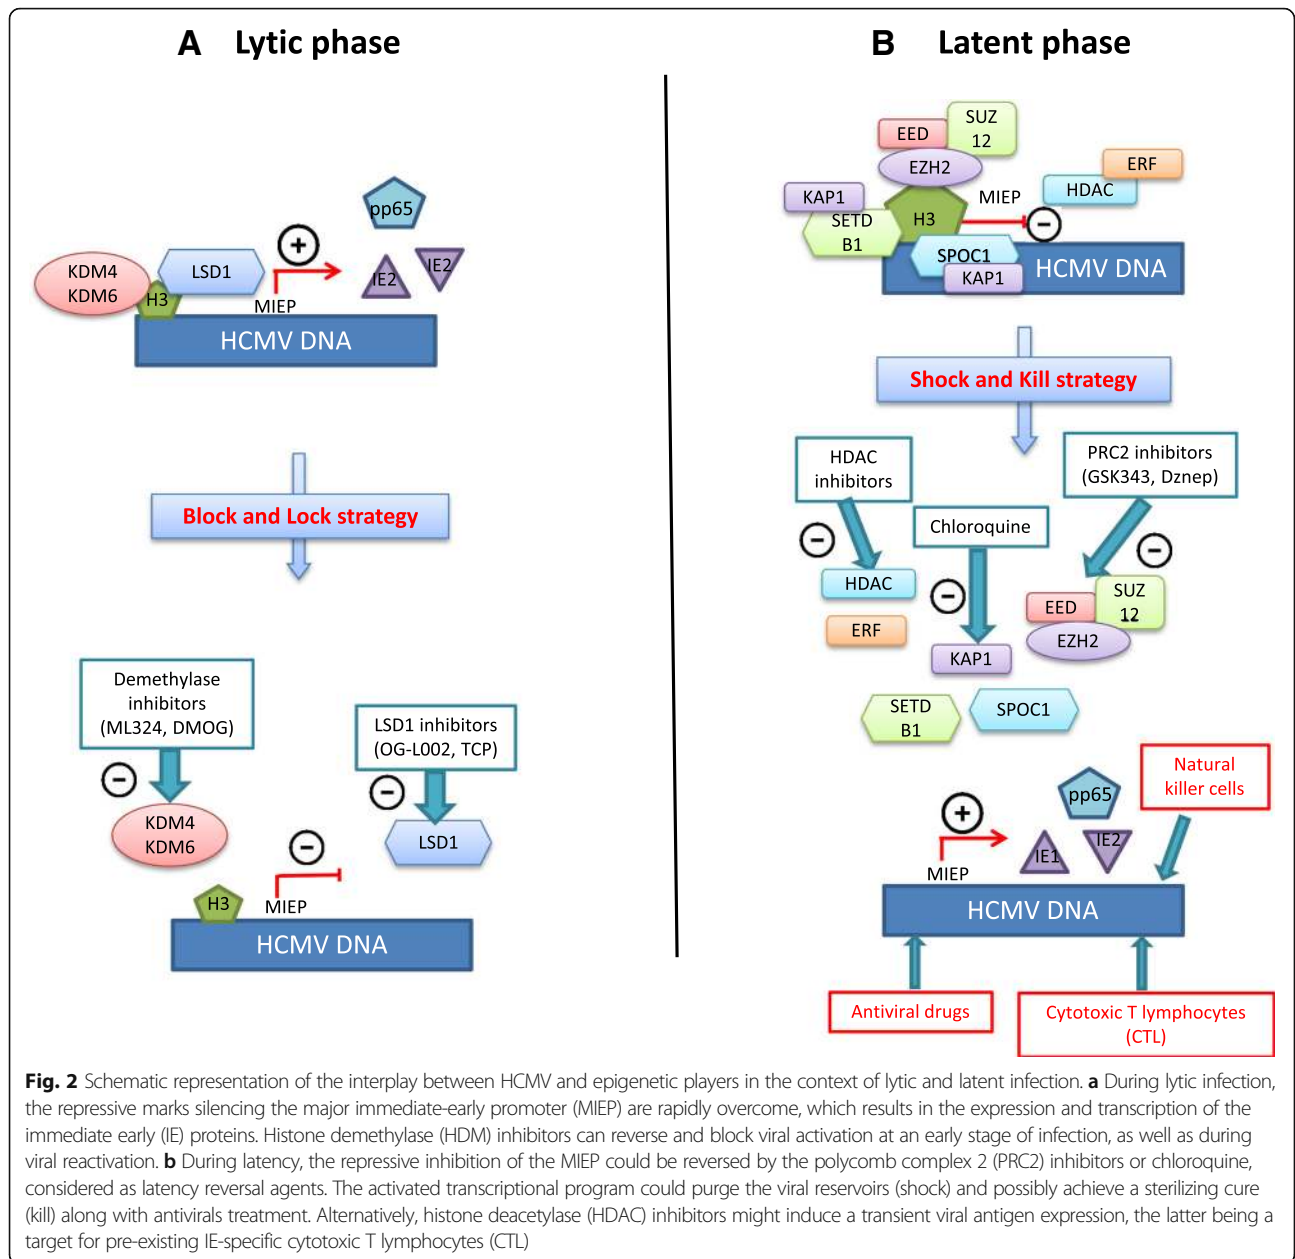 A Lytic phase
pp65
IE2
IE2
KDM4
KDM6
LSD1
H3
MIEP
HCMV DNA
Block and Lock strategy
Demethylase
inhibitors
(ML324, DMOG)
LSD1 inhibitors
(OG-L002, TCP)
KDM4
KDM6
LSD1
H3
MIEP
HCMV DNA
B Latent phase
SUZ
12
EED
EZH2
ERF
HDAC
MIEP
KAP1
SETD
B1
H3
SPOC1
KAP1
HCMV DNA
Shock and Kill strategy
HDAC
inhibitors
PRC2 inhibitors
(GSK343, Dznep)
Chloroquine
HDAC
ERF
KAP1
EED
SUZ
12
EZH2
SETD
B1
SPOC1
Natural
killer cells
pp65
IE1
IE2
MIEP
HCMV DNA
Antiviral drugs
Cytotoxic T lymphocytes
(CTL)
Fig. 2 Schematic representation of the interplay between HCMV and epigenetic players in the context of lytic and latent infection. a During lytic infection,
the repressive marks silencing the major immediate-early promoter (MIEP) are rapidly overcome, which results in the expression and transcription of the
immediate early (IE) proteins. Histone demethylase (HDM) inhibitors can reverse and block viral activation at an early stage of infection, as well as during
viral reactivation. b During latency, the repressive inhibition of the MIEP could be reversed by the polycomb complex 2 (PRC2) inhibitors or chloroquine,
considered as latency reversal agents. The activated transcriptional program could purge the viral reservoirs (shock) and possibly achieve a sterilizing cure
(kill) along with antivirals treatment. Alternatively, histone deacetylase (HDAC) inhibitors might induce a transient viral antigen expression, the latter being a
target for pre-existing IE-specific cytotoxic T lymphocytes (CTL)